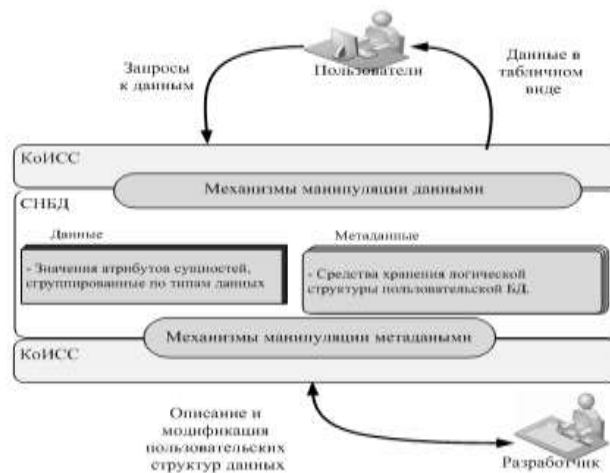 Запросы
к данным
Пользователи
Данные в
табличном
виде
КоИСС
Механизмы манипуляции данными
СНБД
Данные
Метаданные
- Значения атрибутов сущностей,
сгруппированные по типам данных
- Средства хранения логической
структуры пользовательской БД.
Механизмы манипуляции метадаными
КоИСС
Описание и
модификация
пользовательских
структур данных
Разработчик